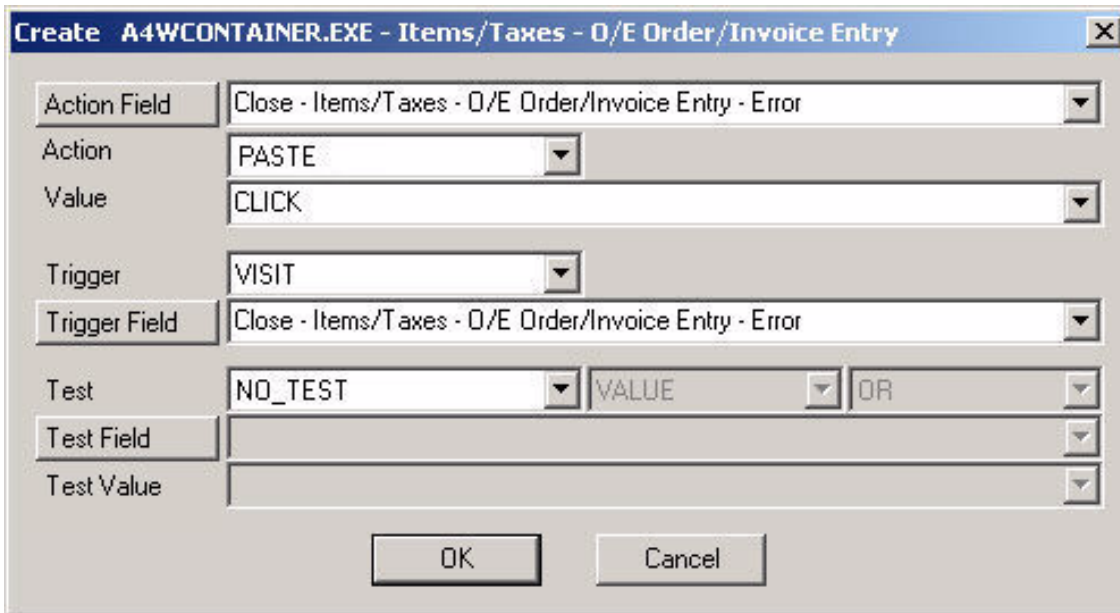 Create A4WCONTAINER.EXE - Items/Taxes - O/E Order/Invoice Entry
Action Field Close - Items/Taxes - O/E Order/Invoice Entry - Error
Action PASTE
Value CLICK
Trigger VISIT
Trigger Field Close - Items/Taxes - O/E Order/Invoice Entry - Error
Test NO_TEST VALUE OR
Test Field
Test Value
OK Cancel